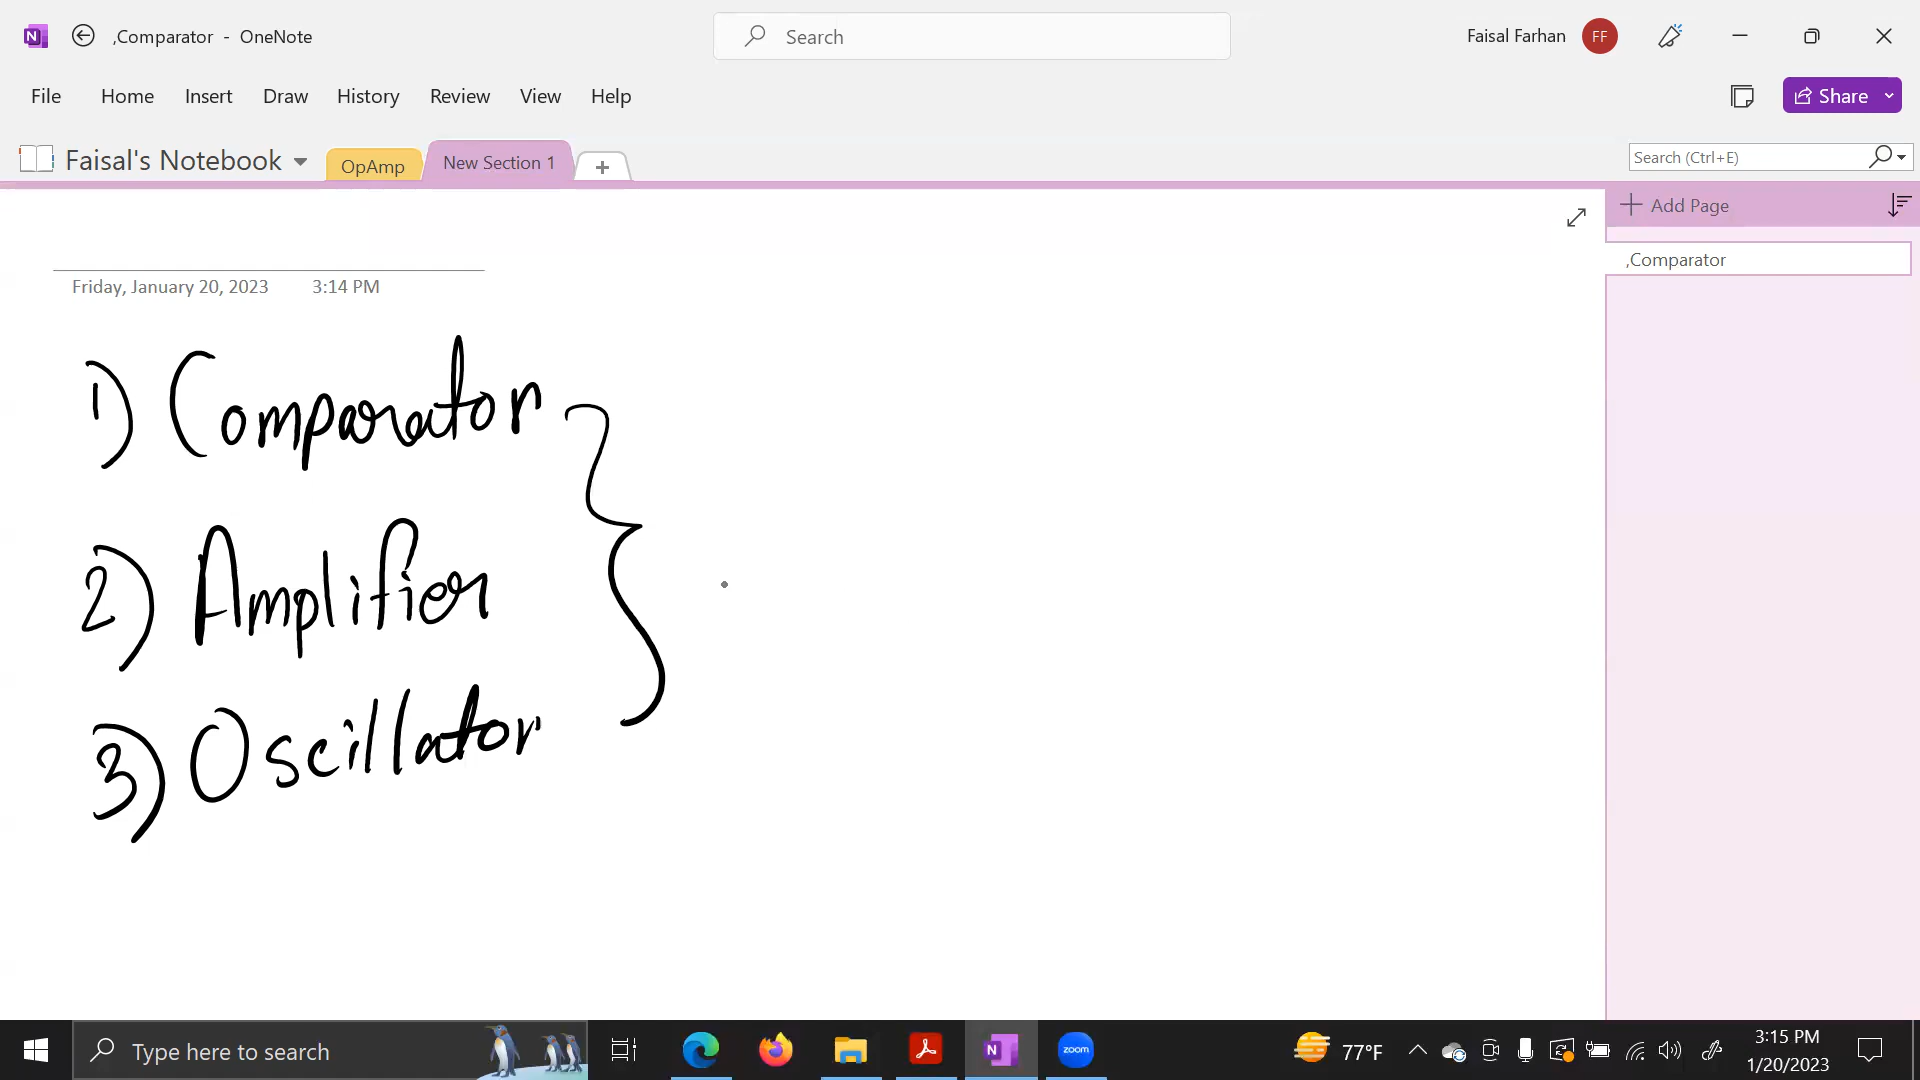 ,Comparator - OneNote
Search
Faisal Farhan
FF
File Home Insert Draw History Review View Help
Share
Faisal's Notebook
OpAmp
New Section 1
Search (Ctrl+E)
Add Page
,Comparator
Friday, January 20, 2023 3:14 PM
1) Comparator
2) Amplifier
3) Oscillator
Type here to search
zoom
77°F
3:15 PM
1/20/2023